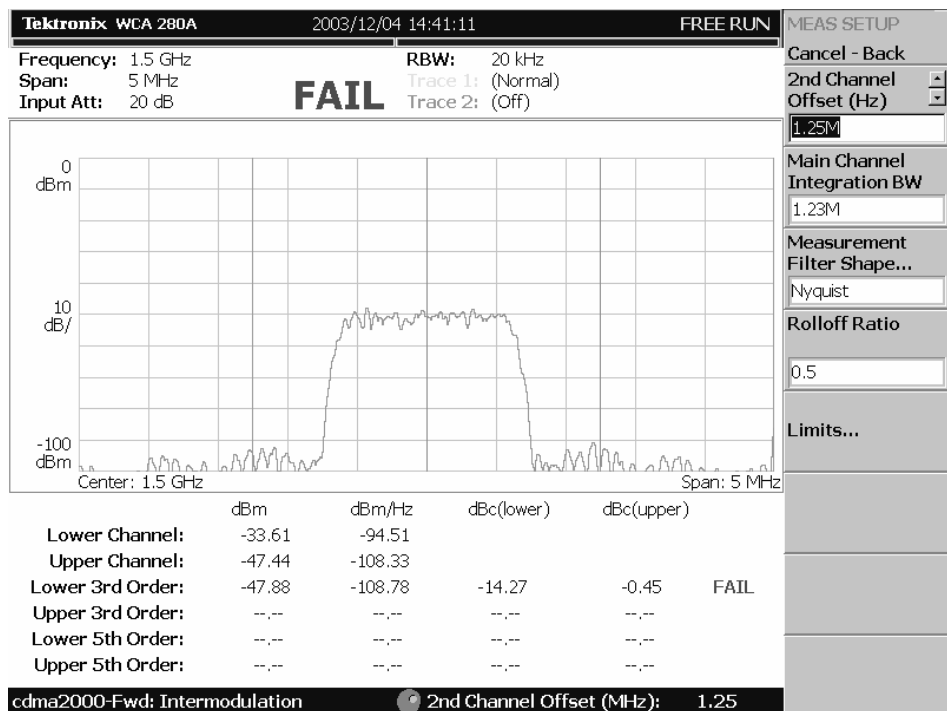 Tektronix WCA 280A 2003/12/04 14:41:11 FREE RUN
Frequency: 1.5 GHz RBW: 20 kHz
Span: 5 MHz Trace 1: (Normal)
Input Att: 20 dB FAIL Trace 2: (Off)
0
dBm
10
dB/
-100
dBm
Center: 1.5 GHz Span: 5 MHz
dBm dBm/Hz dBc(lower) dBc(upper)
Lower Channel: -33.61 -94.51
Upper Channel: -47.44 -108.33
Lower 3rd Order: -47.88 -108.78 -14.27 -0.45 FAIL
Upper 3rd Order: --.-- --.-- --.-- --.--
Lower 5th Order: --.-- --.-- --.-- --.--
Upper 5th Order: --.-- --.-- --.-- --.--
cdma2000-Fwd: Intermodulation 2nd Channel Offset (MHz): 1.25
MEAS SETUP
Cancel - Back
2nd Channel
Offset (Hz)
1.25M
Main Channel
Integration BW
1.23M
Measurement
Filter Shape...
Nyquist
Rolloff Ratio
0.5
Limits...